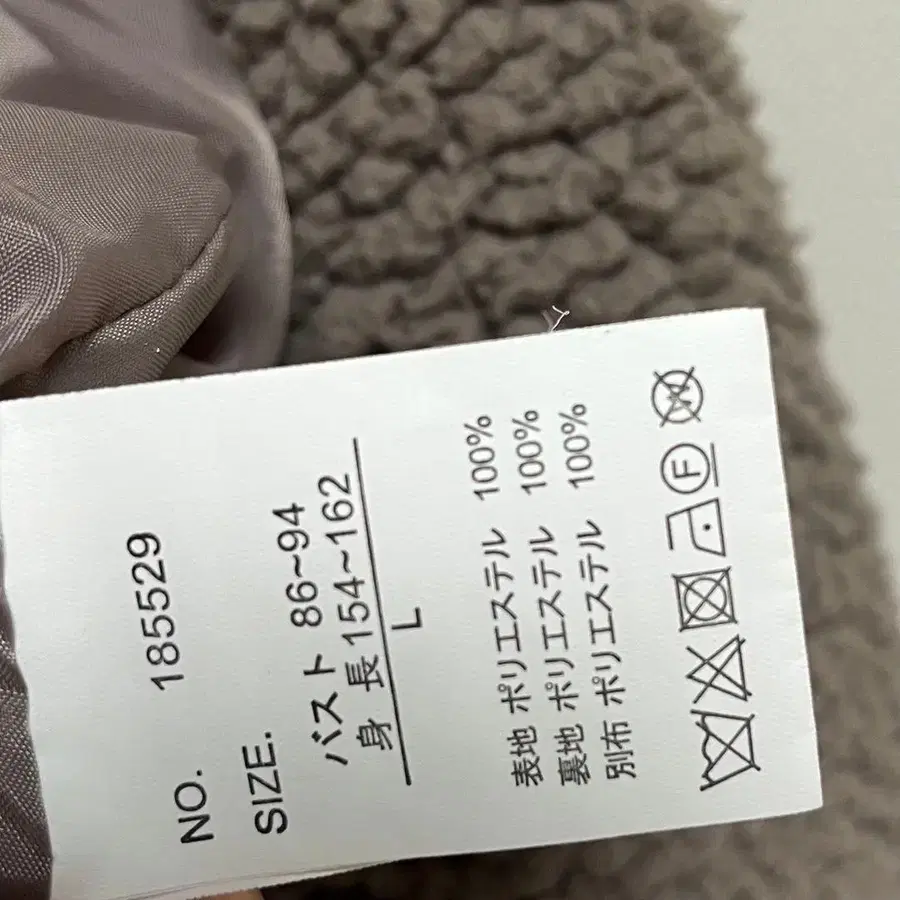 NO. 185529
SIZE.
バスト 86~94
身 長 154~162
L
表地 ポリエステル 100%
裏地 ポリエステル 100%
別布 ポリエステル 100%
F
W